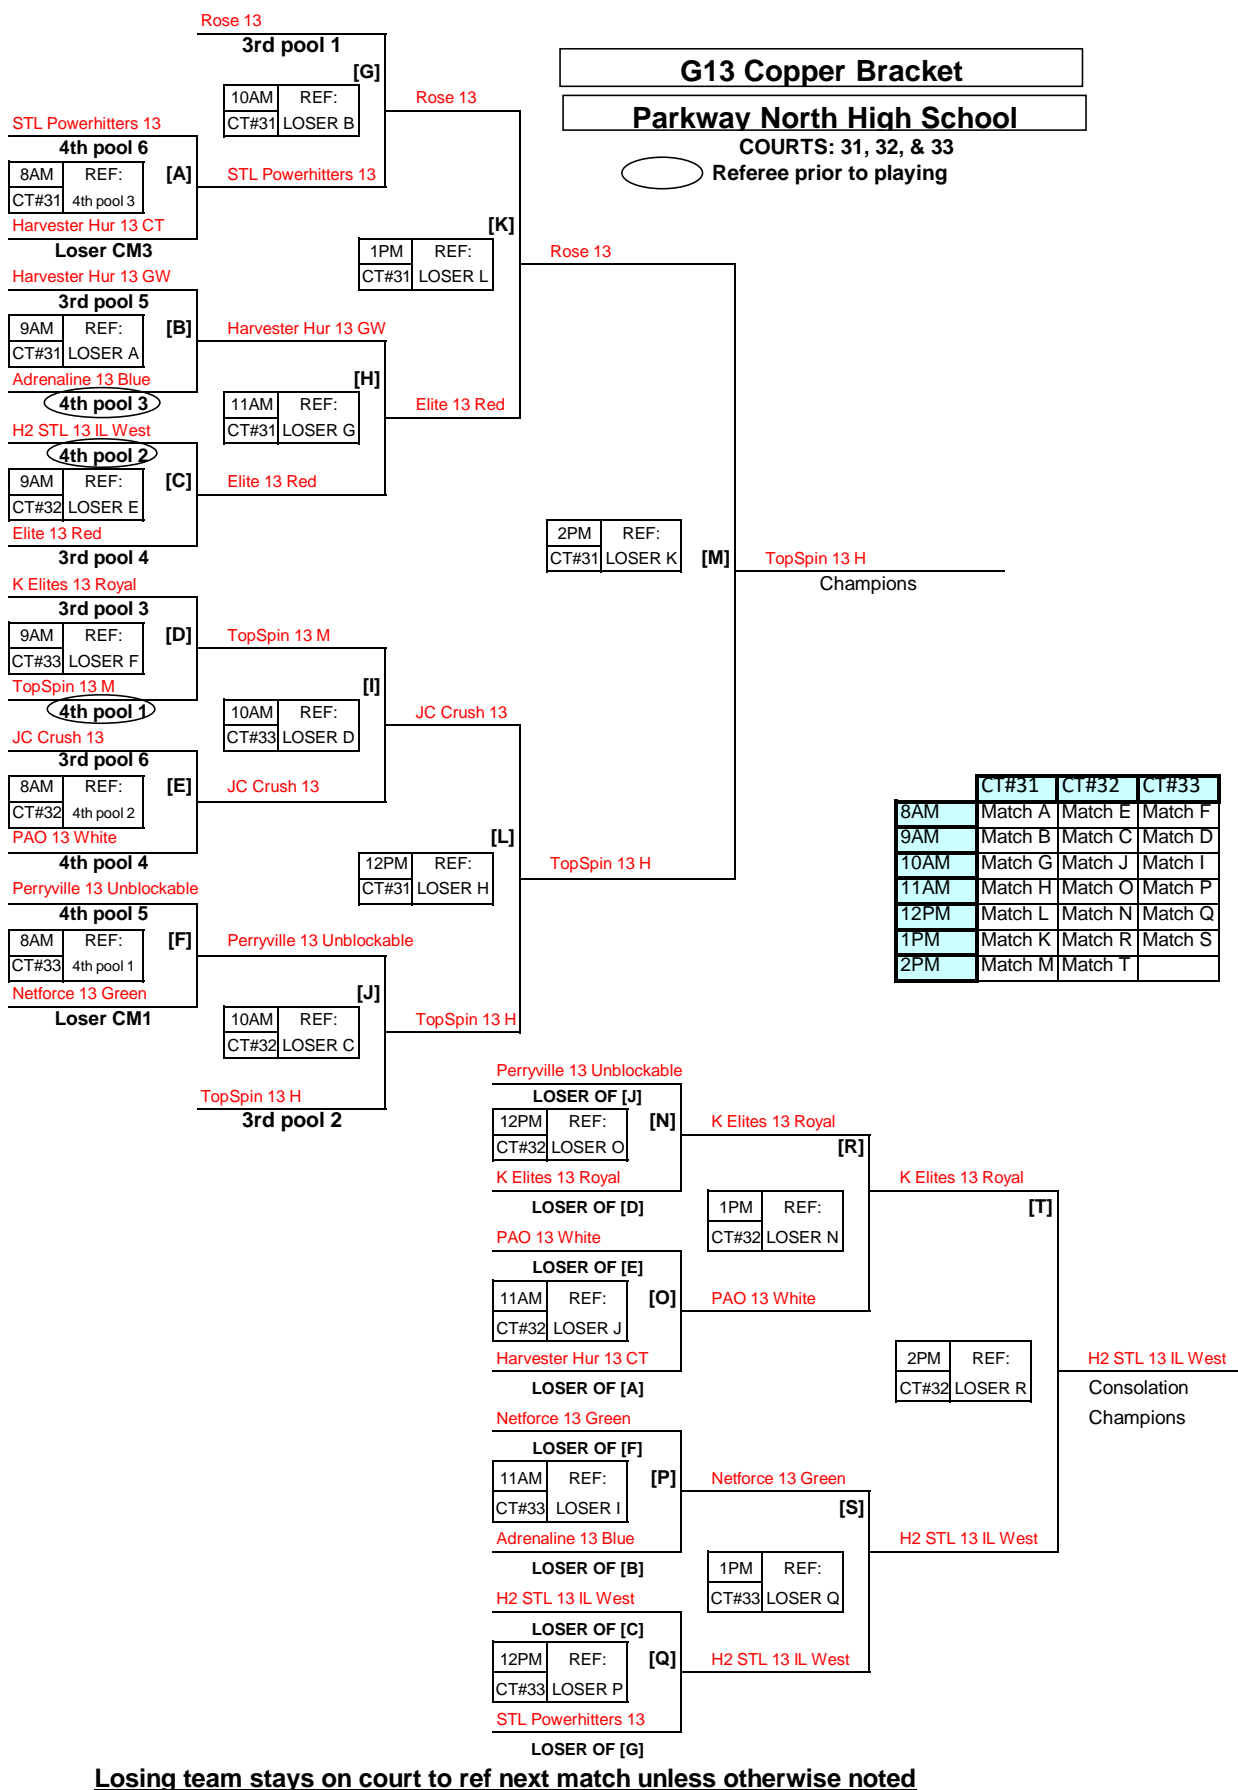 Rose 13
3rd pool 1
[G]
10AM REF:
CT#31 LOSER B
Rose 13
G13 Copper Bracket
Parkway North High School
COURTS: 31, 32, & 33
Referee prior to playing
STL Powerhitters 13
4th pool 6
8AM REF: [A]
CT#31 4th pool 3
STL Powerhitters 13
Harvester Hur 13 CT
Loser CM3
[K]
1PM REF:
CT#31 LOSER L
Rose 13
Harvester Hur 13 GW
3rd pool 5
9AM REF: [B]
CT#31 LOSER A
Harvester Hur 13 GW
Adrenaline 13 Blue
4th pool 3
[H]
11AM REF:
CT#31 LOSER G
Elite 13 Red
H2 STL 13 IL West
4th pool 2
9AM REF: [C]
CT#32 LOSER E
Elite 13 Red
Elite 13 Red
3rd pool 4
2PM REF:
CT#31 LOSER K [M]
TopSpin 13 H
Champions
K Elites 13 Royal
3rd pool 3
9AM REF: [D]
CT#33 LOSER F
TopSpin 13 M
TopSpin 13 M
4th pool 1
[I]
10AM REF:
CT#33 LOSER D
JC Crush 13
JC Crush 13
3rd pool 6
8AM REF: [E]
CT#32 4th pool 2
JC Crush 13
PAO 13 White
4th pool 4
[L]
12PM REF:
CT#31 LOSER H
TopSpin 13 H
Perryville 13 Unblockable
4th pool 5
8AM REF: [F]
CT#33 4th pool 1
Perryville 13 Unblockable
Netforce 13 Green
Loser CM1
[J]
10AM REF:
CT#32 LOSER C
TopSpin 13 H
TopSpin 13 H
3rd pool 2
CT#31 CT#32 CT#33
8AM Match A Match E Match F
9AM Match B Match C Match D
10AM Match G Match J Match I
11AM Match H Match O Match P
12PM Match L Match N Match Q
1PM Match K Match R Match S
2PM Match M Match T
Perryville 13 Unblockable
LOSER OF [J]
12PM REF: [N]
CT#32 LOSER O
K Elites 13 Royal
K Elites 13 Royal
LOSER OF [D]
[R]
1PM REF:
CT#32 LOSER N
K Elites 13 Royal
PAO 13 White
LOSER OF [E]
11AM REF: [O]
CT#32 LOSER J
PAO 13 White
Harvester Hur 13 CT
LOSER OF [A]
[T]
2PM REF:
CT#32 LOSER R
H2 STL 13 IL West
Consolation
Champions
Netforce 13 Green
LOSER OF [F]
11AM REF: [P]
CT#33 LOSER I
Netforce 13 Green
Adrenaline 13 Blue
LOSER OF [B]
[S]
1PM REF:
CT#33 LOSER Q
H2 STL 13 IL West
H2 STL 13 IL West
LOSER OF [C]
12PM REF: [Q]
CT#33 LOSER P
H2 STL 13 IL West
STL Powerhitters 13
LOSER OF [G]
Losing team stays on court to ref next match unless otherwise noted